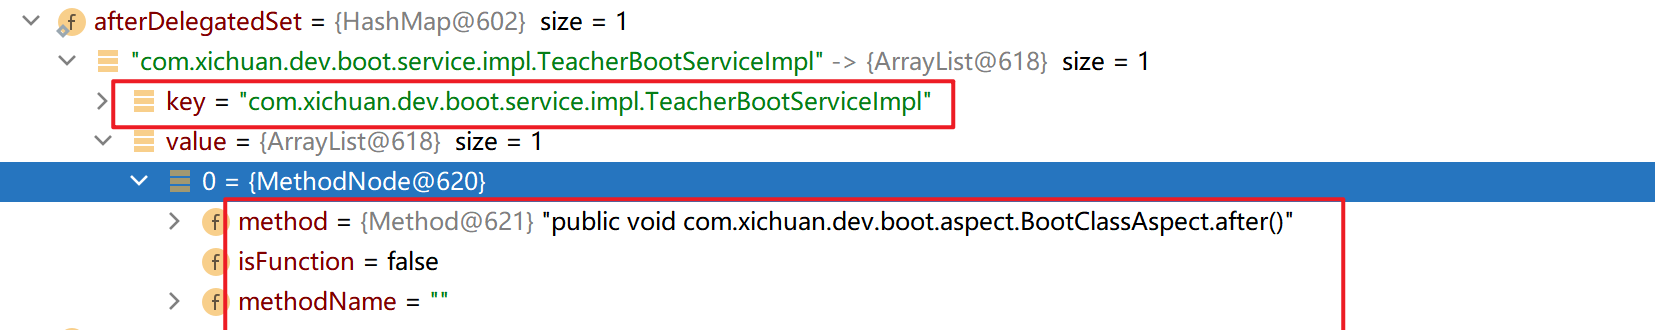 afterDelegatedSet = {HashMap@602} size = 1
"com.xichuan.dev.boot.service.impl.TeacherBootServiceImpl" -> {ArrayList@618} size = 1
key = "com.xichuan.dev.boot.service.impl.TeacherBootServiceImpl"
value = {ArrayList@618} size = 1
0 = {MethodNode@620}
f method = {Method@621} "public void com.xichuan.dev.boot.aspect.BootClassAspect.after()"
f isFunction = false
f methodName = ""